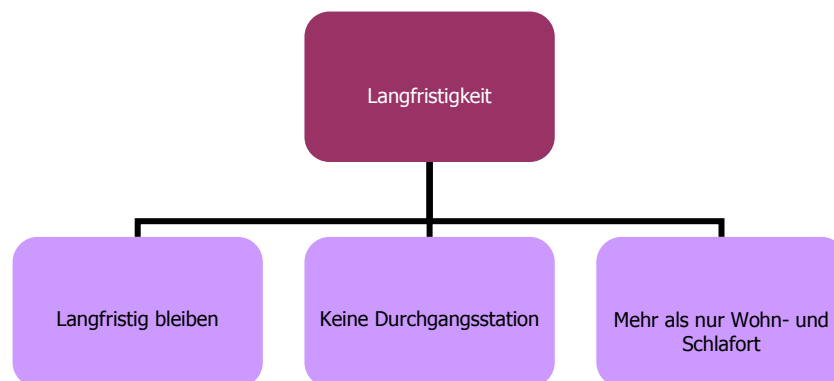 Langfristigkeit
Langfristig bleiben
Keine Durchgangsstation
Mehr als nur Wohn- und
Schlafort